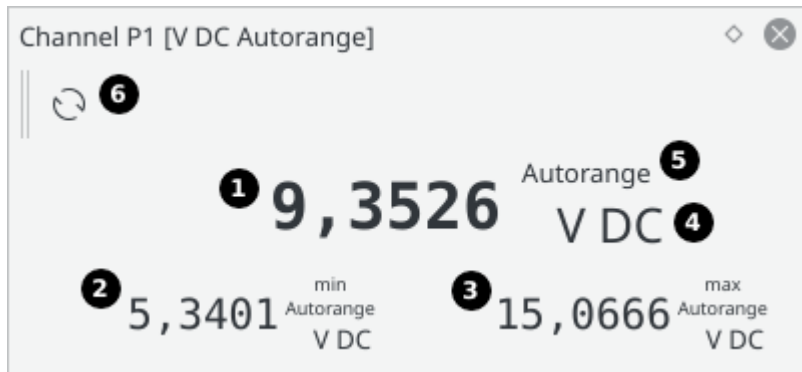 Channel P1 [V DC Autorange]
6
1 9,3526 Autorange 5
V DC 4
2 5,3401 min Autorange V DC
3 15,0666 max Autorange V DC